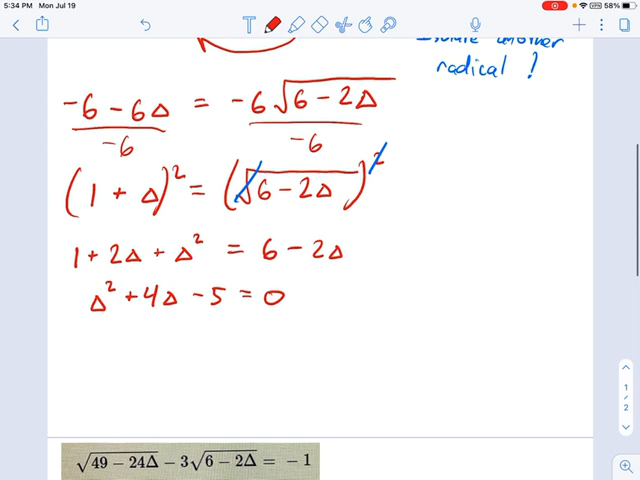 5:34 PM Mon Jul 19
58%
another
radical !
-6 - 6Δ = -6√(6 - 2Δ)
-6 -6
(1 + Δ)² = (√(6 - 2Δ))²
1 + 2Δ + Δ² = 6 - 2Δ
Δ² + 4Δ - 5 = 0
1
2
√(49 − 24Δ) − 3√(6 − 2Δ) = − 1